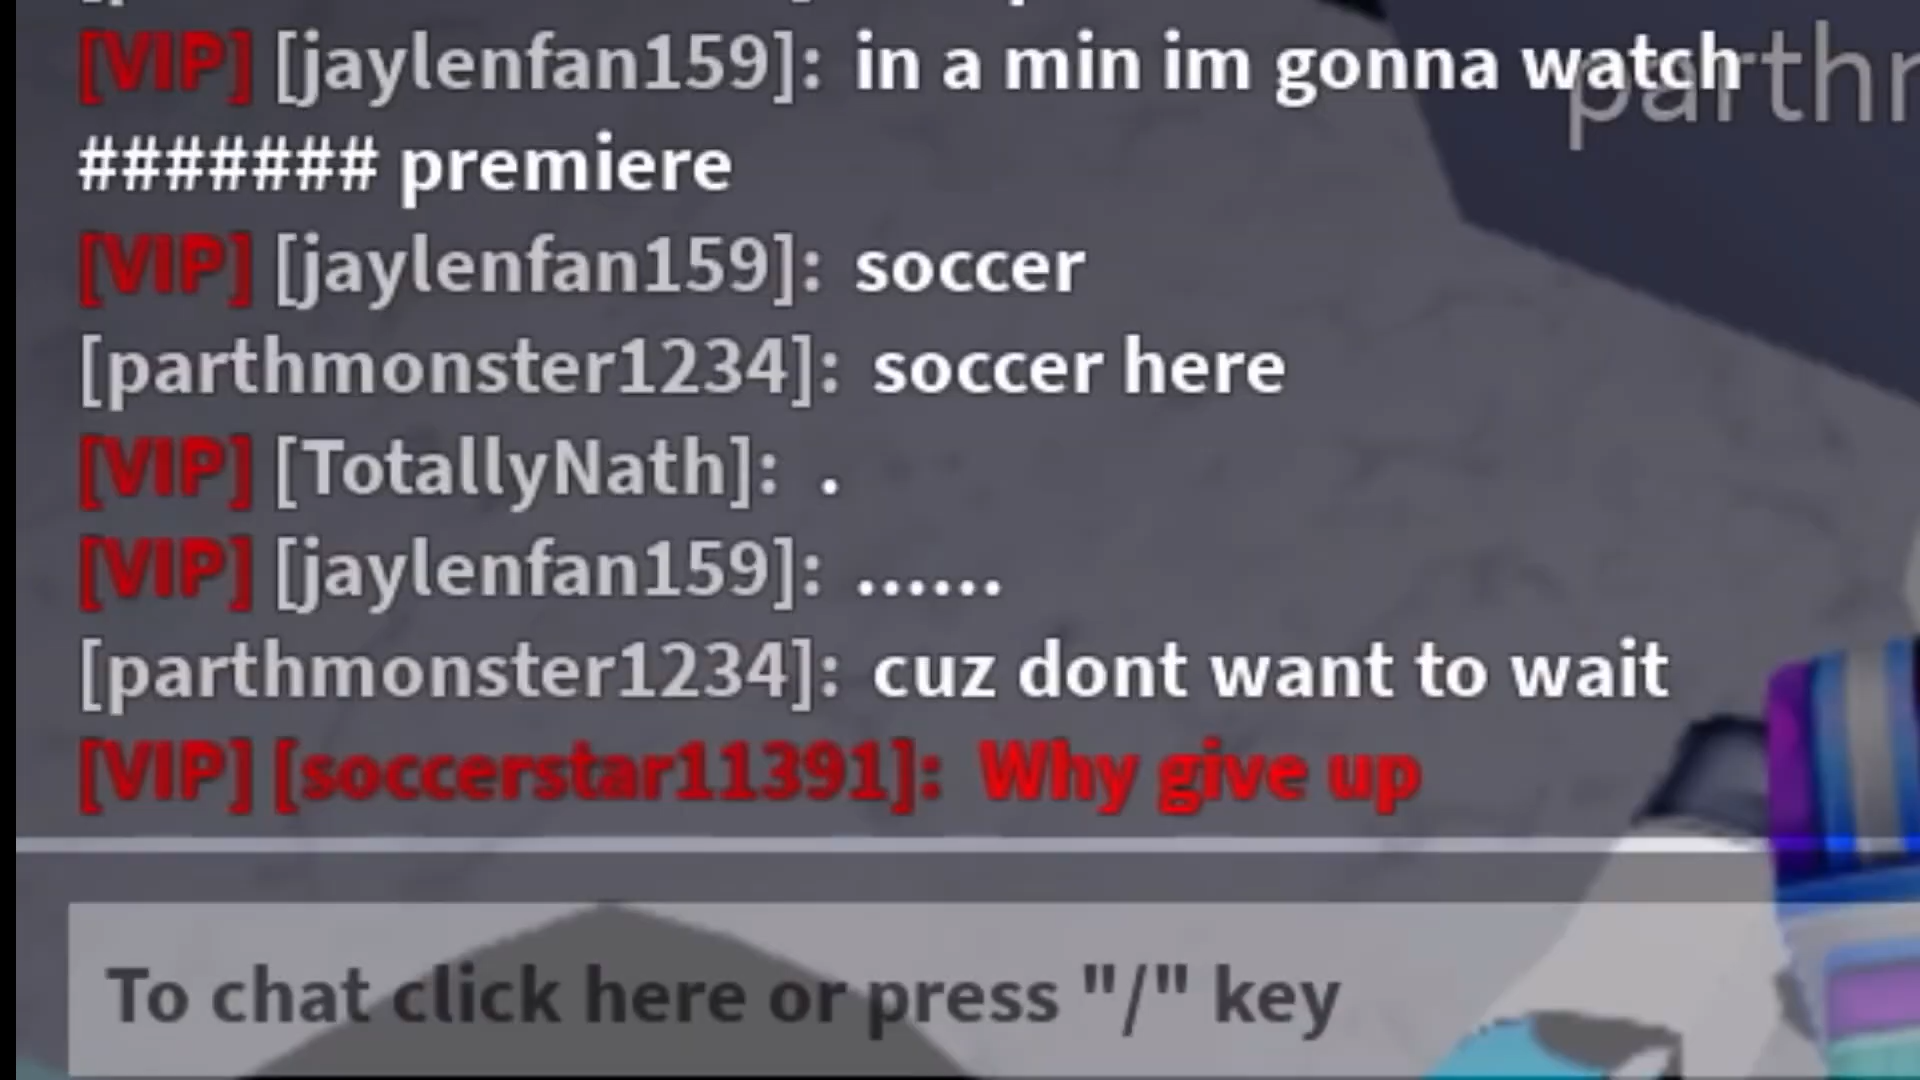 [VIP] [jaylenfan159]: in a min im gonna watch
####### premiere
[VIP] [jaylenfan159]: soccer
[parthmonster1234]: soccer here
[VIP] [TotallyNath]: .
[VIP] [jaylenfan159]: ......
[parthmonster1234]: cuz dont want to wait
[VIP] [soccerstar11391]: Why give up
To chat click here or press "/" key